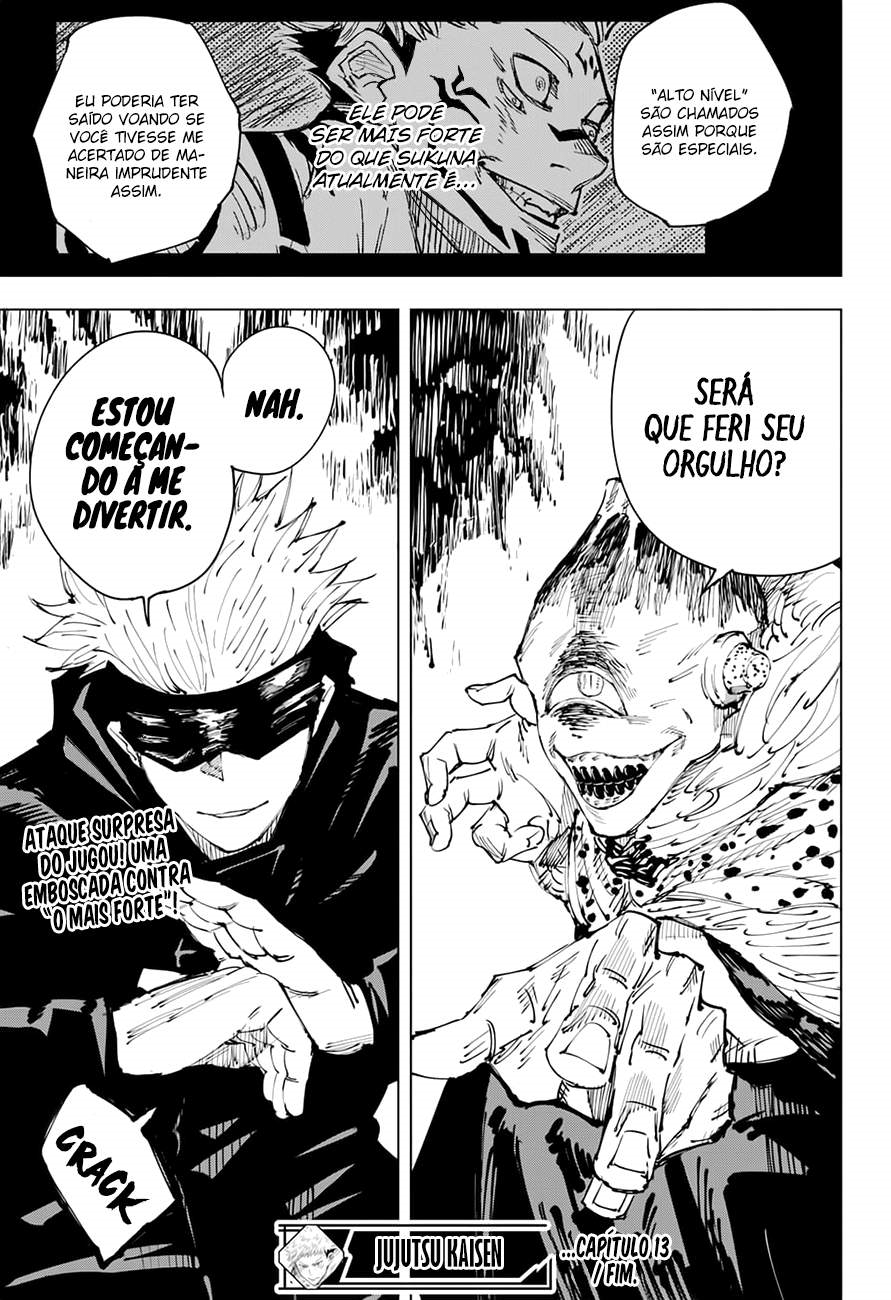 “ALTO NÍVEL”
SÃO CHAMADOS
ASSIM PORQUE
SÃO ESPECIAIS.
ELE PODE
SER MAIS FORTE
DO QUE SUKUNA
ATUALMENTE É...
EU PODERIA TER
SAÍDO VOANDO SE
VOCÊ TIVESSE ME
ACERTADO DE MA-
NEIRA IMPRUDENTE
ASSIM.
SERÁ
QUE FERI SEU
ORGULHO?
NAH.
ESTOU
COMEÇAN-
DO À ME
DIVERTIR.
ATAQUE SURPRESA
DO JUGOU! UMA
EMBOSCADA CONTRA
“O MAIS FORTE”!
CRACK
JUJUTSU KAISEN
...CAPÍTULO 13
/ FIM.